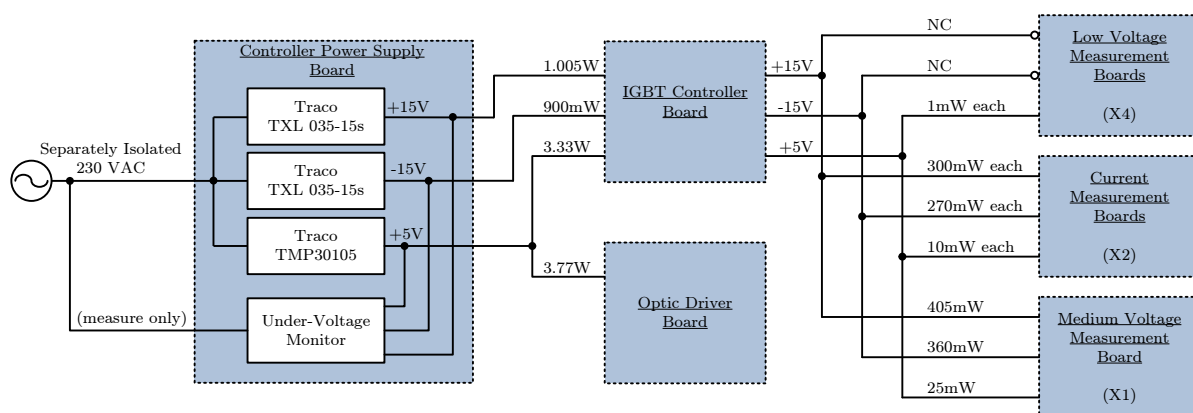 Controller Power Supply
Board
Traco
TXL 035-15s
+15V
Traco
TXL 035-15s
-15V
Traco
TMP30105
+5V
Under-Voltage
Monitor
Separately Isolated
230 VAC
(measure only)
1.005W
900mW
3.33W
3.77W
IGBT Controller
Board
Optic Driver
Board
+15V
-15V
+5V
NC
NC
1mW each
Low Voltage
Measurement
Boards
(X4)
300mW each
270mW each
10mW each
Current
Measurement
Boards
(X2)
405mW
360mW
25mW
Medium Voltage
Measurement
Board
(X1)